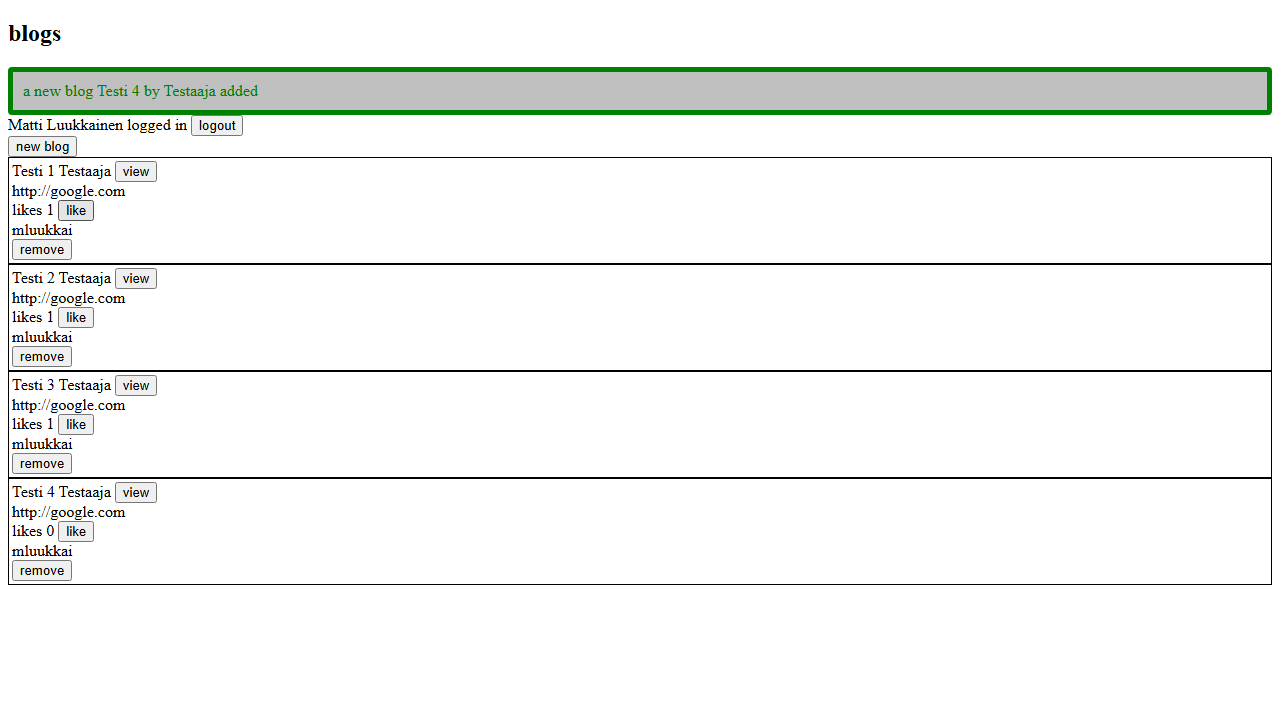 blogs
a new blog Testi 4 by Testaaja added
Matti Luukkainen logged in logout
new blog
Testi 1 Testaaja view
http://google.com
likes 1 like
mluukkai
remove
Testi 2 Testaaja view
http://google.com
likes 1 like
mluukkai
remove
Testi 3 Testaaja view
http://google.com
likes 1 like
mluukkai
remove
Testi 4 Testaaja view
http://google.com
likes 0 like
mluukkai
remove